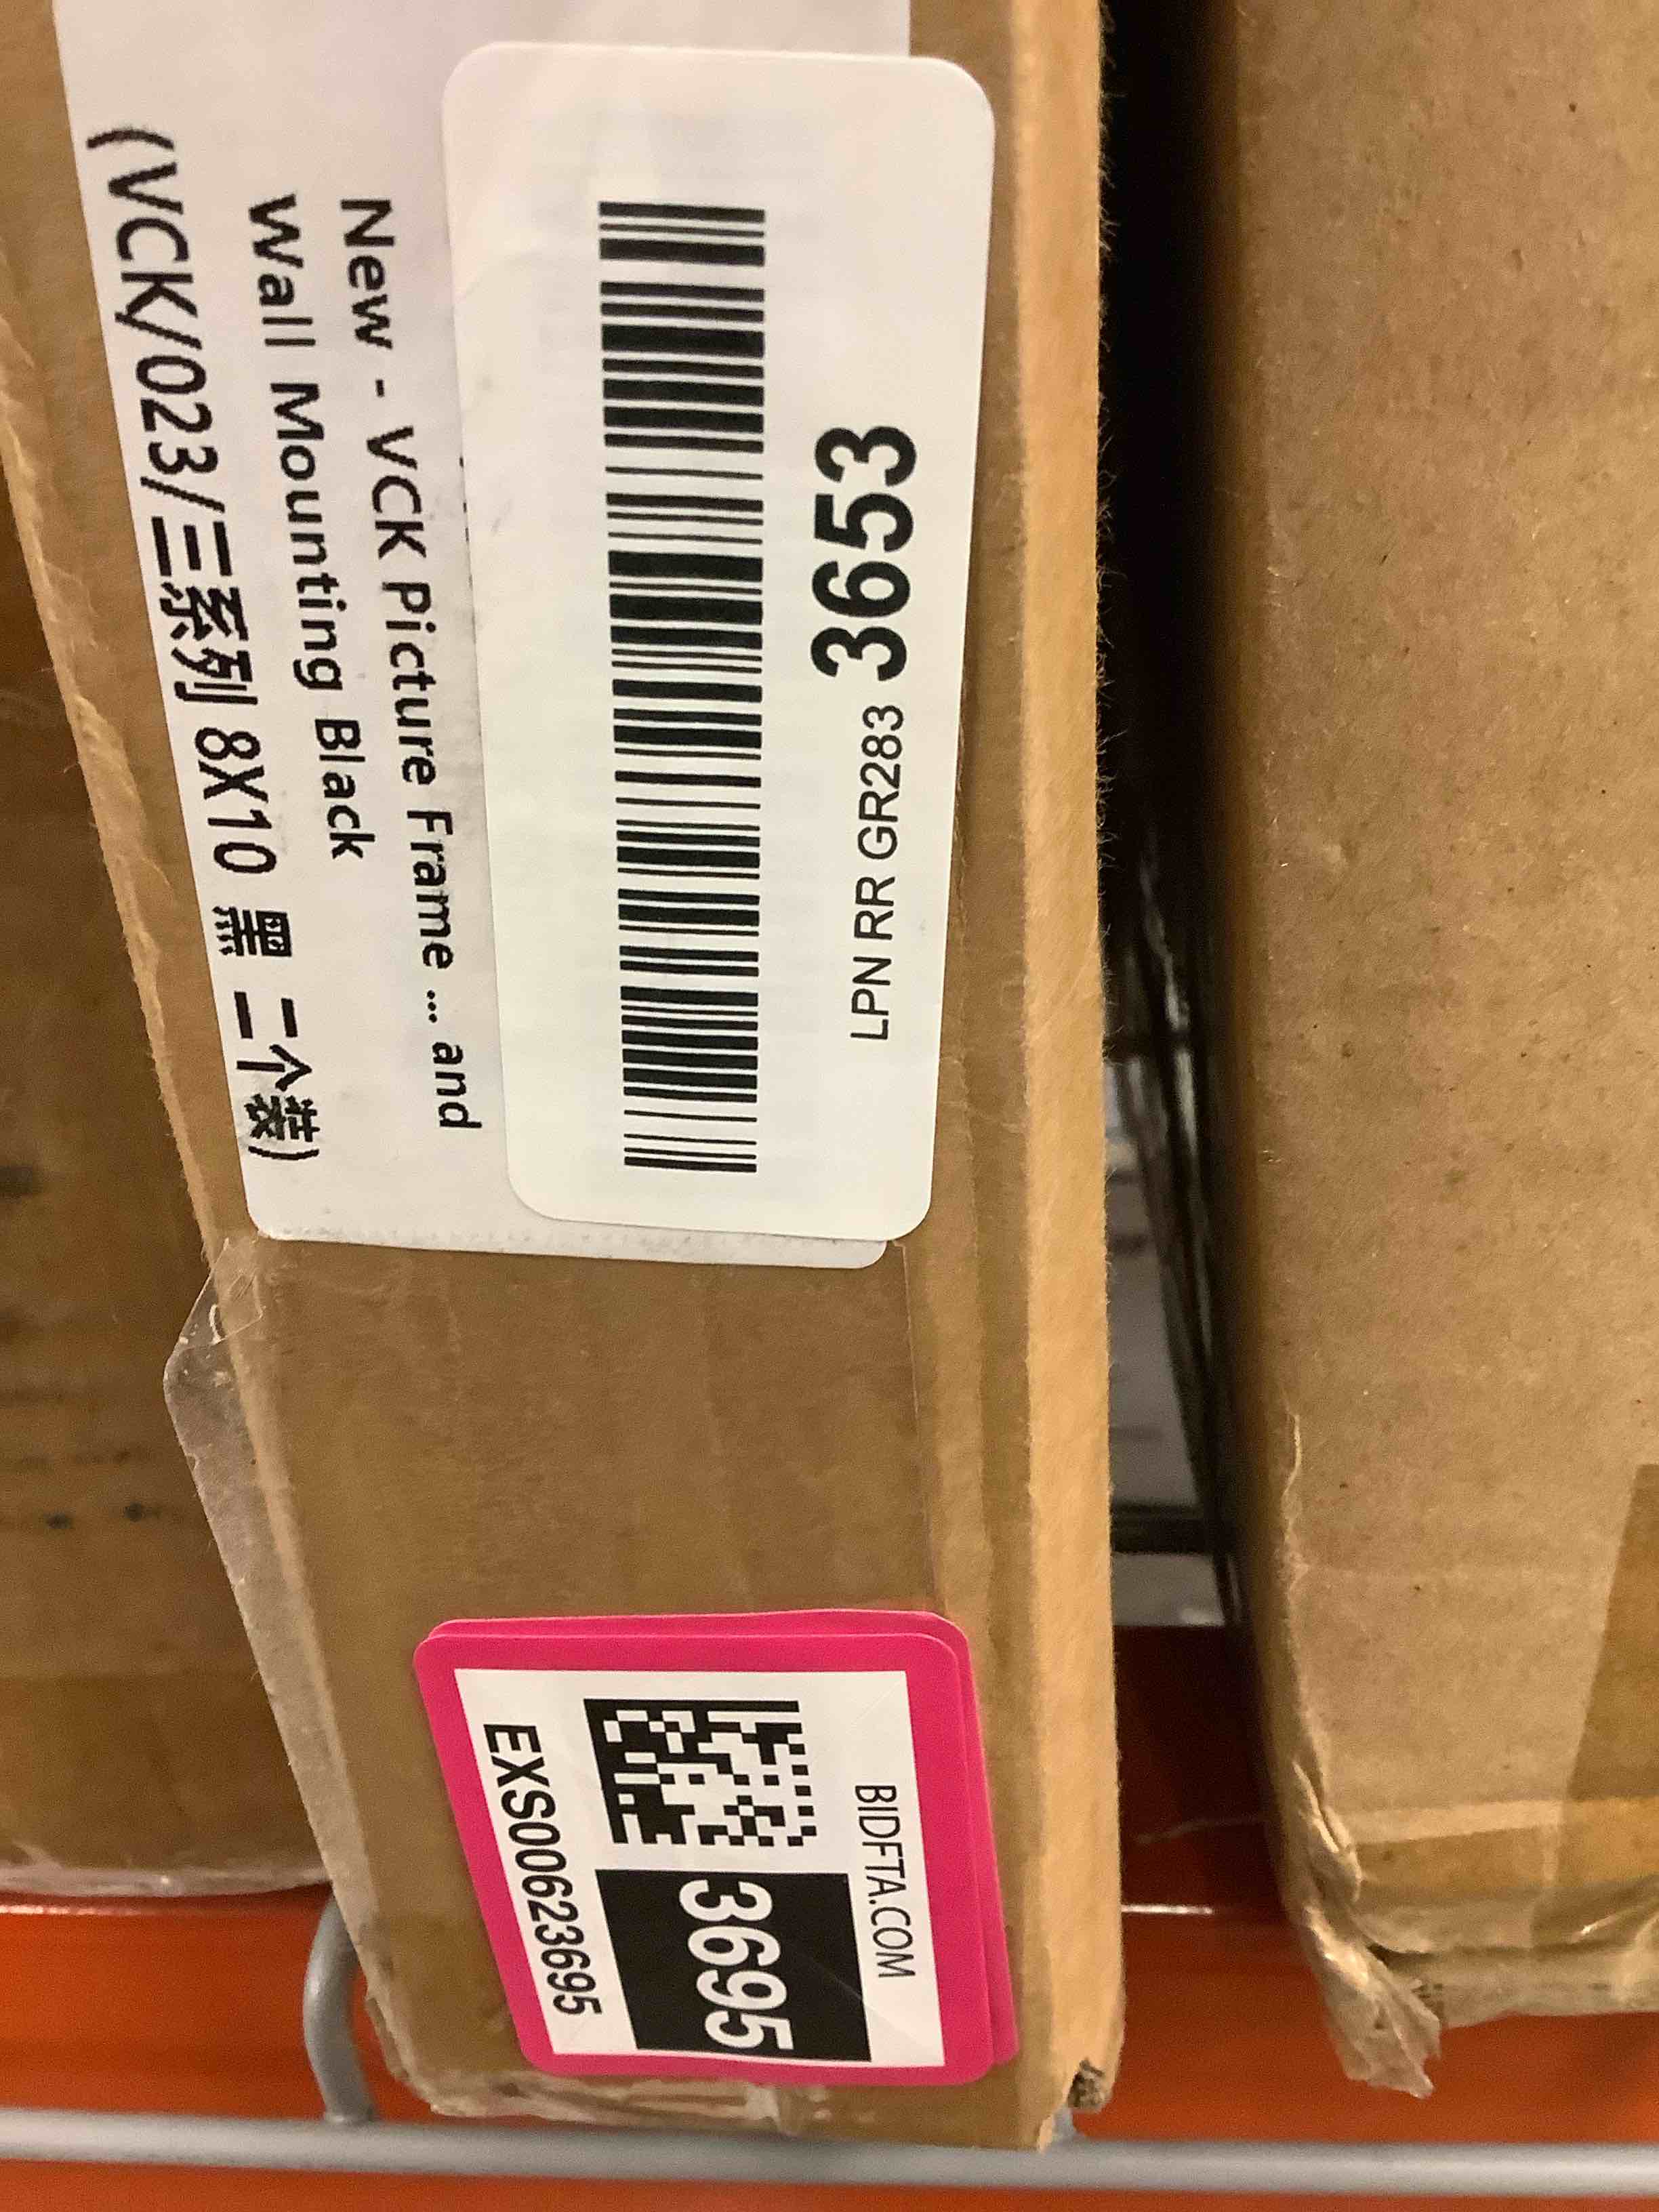 New - VCK Picture Frame ... and
Wall Mounting Black
(VCK/023/三系列 8X10 黑 二个装)
LPN RR GR283 3653
BIDFTA.COM
3695
EXS00623695